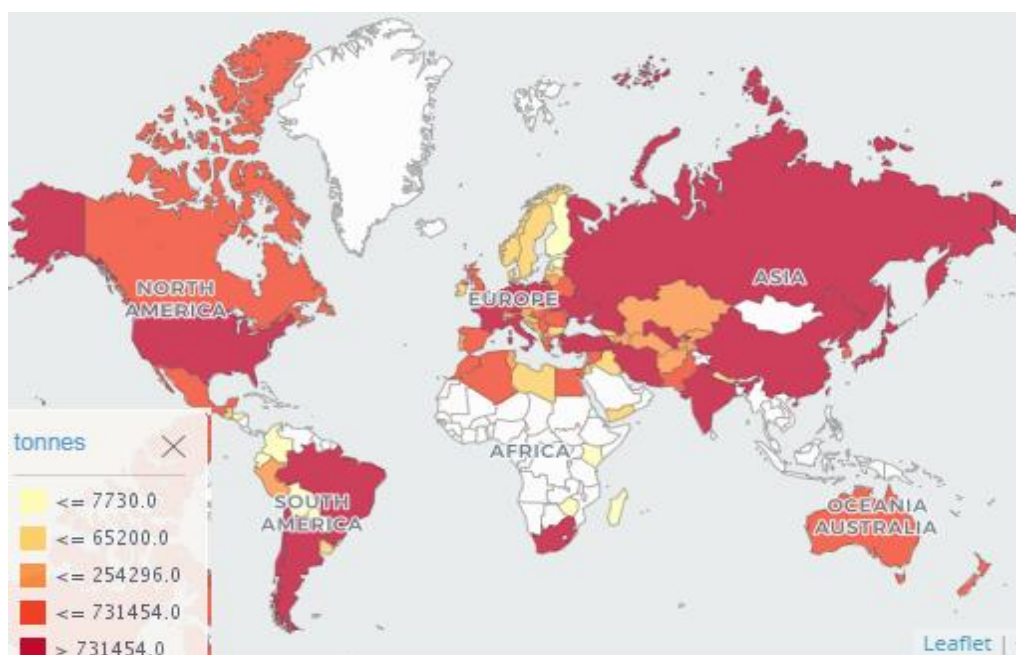 NORTH
AMERICA
EUROPE
ASIA
AFRICA
SOUTH
AMERICA
OCEANIA
AUSTRALIA
tonnes
<= 7730.0
<= 65200.0
<= 254296.0
<= 731454.0
> 731454.0
Leaflet |